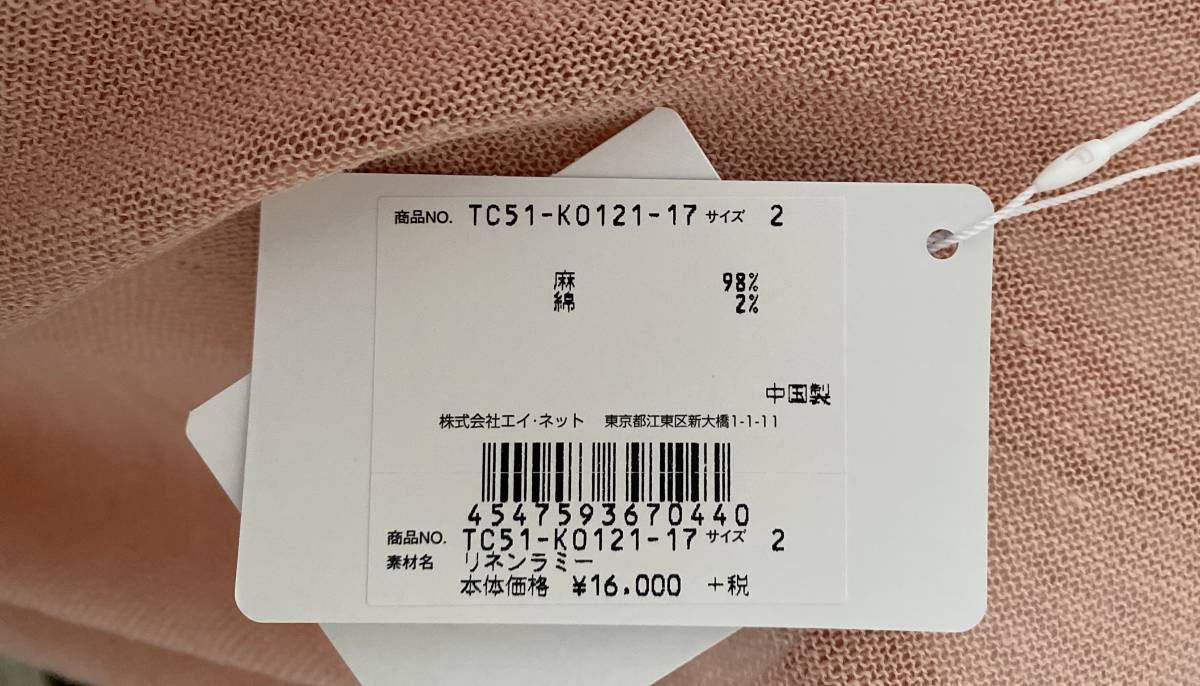 商品NO. TC51-K0121-17 サイズ 2
麻 98%
綿 2%
中国製
株式会社エイ・ネット 東京都江東区新大橋1-1-11
4547593670440
商品NO. TC51-K0121-17 サイズ 2
素材名 リネンラミー
本体価格 ¥16,000 +税
P